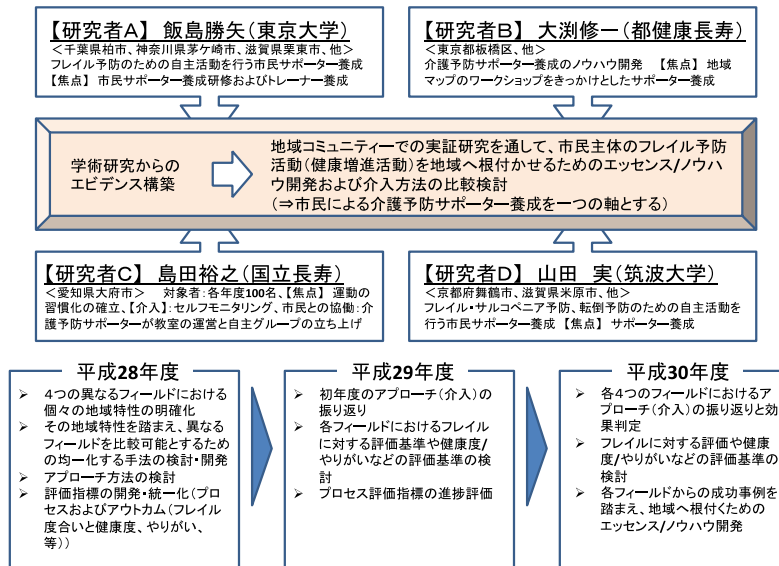 【研究者A】 飯島勝矢(東京大学)
<千葉県柏市、神奈川県茅ケ崎市、滋賀県栗東市、他>
フレイル予防のための自主活動を行う市民サポーター養成
【焦点】 市民サポーター養成研修およびトレーナー養成
【研究者B】 大渕修一(都健康長寿)
<東京都板橋区、他>
介護予防サポーター養成のノウハウ開発 【焦点】 地域
マップのワークショップをきっかけとしたサポーター養成
学術研究からの
エビデンス構築
地域コミュニティーでの実証研究を通して、市民主体のフレイル予防
活動(健康増進活動)を地域へ根付かせるためのエッセンス/ノウハ
ウ開発および介入方法の比較検討
(⇒市民による介護予防サポーター養成を一つの軸とする)
【研究者C】 島田裕之(国立長寿)
<愛知県大府市> 対象者:各年度100名、【焦点】 運動の
習慣化の確立、【介入】:セルフモニタリング、市民との協働:介
護予防サポーターが教室の運営と自主グループの立ち上げ
【研究者D】 山田 実(筑波大学)
<京都府舞鶴市、滋賀県米原市、他>
フレイル・サルコペニア予防、転倒予防のための自主活動を
行う市民サポーター養成 【焦点】 サポーター養成
平成28年度
➢ 4つの異なるフィールドにおける
個々の地域特性の明確化
➢ その地域特性を踏まえ、異なる
フィールドを比較可能とするため
の均一化する手法の検討・開発
➢ アプローチ方法の検討
➢ 評価指標の開発・統一化(プロセ
スおよびアウトカム(フレイル
度合いと健康度、やりがい、
等))
平成29年度
➢ 初年度のアプローチ(介入)の
振り返り
➢ 各フィールドにおけるフレイル
に対する評価基準や健康度/
やりがいなどの評価基準の検
討
➢ プロセス評価指標の進捗評価
平成30年度
➢ 各4つのフィールドにおけるア
プローチ(介入)の振り返りと効
果判定
➢ フレイルに対する評価や健康
度/やりがいなどの評価基準の
検討
➢ 各フィールドからの成功事例を
踏まえ、地域へ根付くための
エッセンス/ノウハウ開発